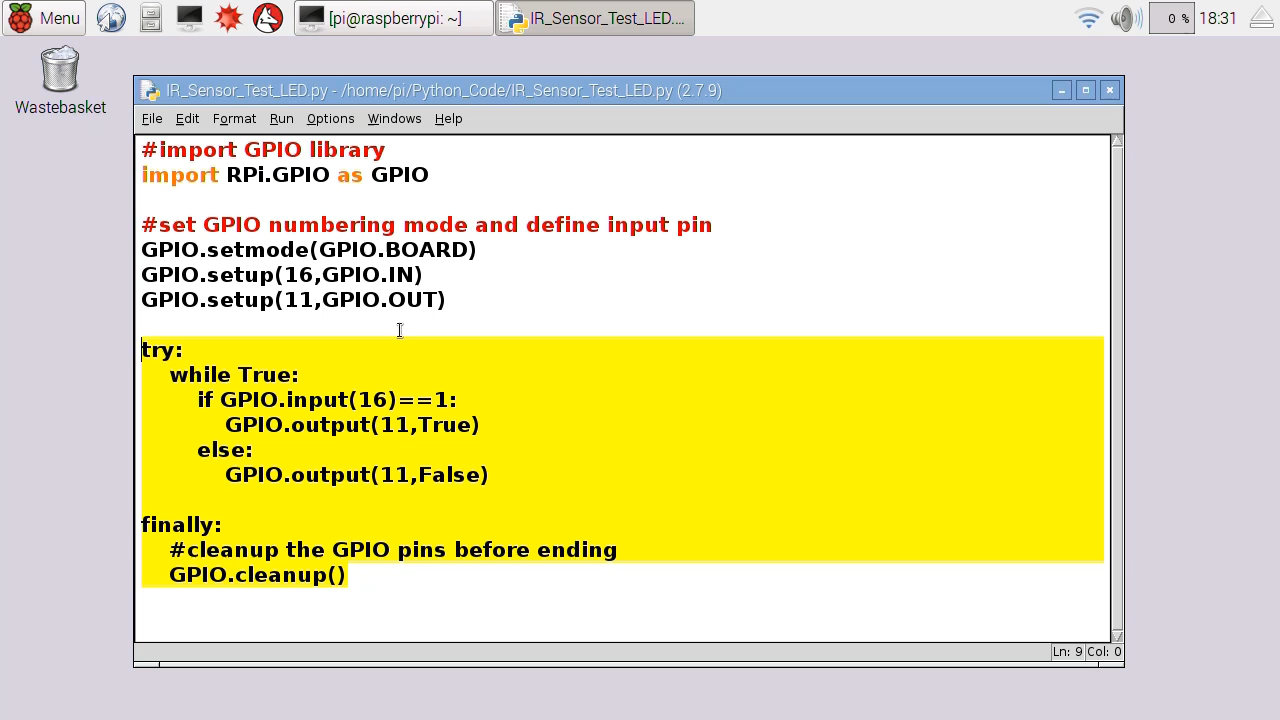 Menu
[pi@raspberrypi: ~]
IR_Sensor_Test_LED....
0 %
18:31
Wastebasket
IR_Sensor_Test_LED.py - /home/pi/Python_Code/IR_Sensor_Test_LED.py (2.7.9)
File Edit Format Run Options Windows Help
#import GPIO library
import RPi.GPIO as GPIO
#set GPIO numbering mode and define input pin
GPIO.setmode(GPIO.BOARD)
GPIO.setup(16,GPIO.IN)
GPIO.setup(11,GPIO.OUT)
try:
    while True:
        if GPIO.input(16)==1:
            GPIO.output(11,True)
        else:
            GPIO.output(11,False)
finally:
    #cleanup the GPIO pins before ending
    GPIO.cleanup()
Ln: 9 Col: 0